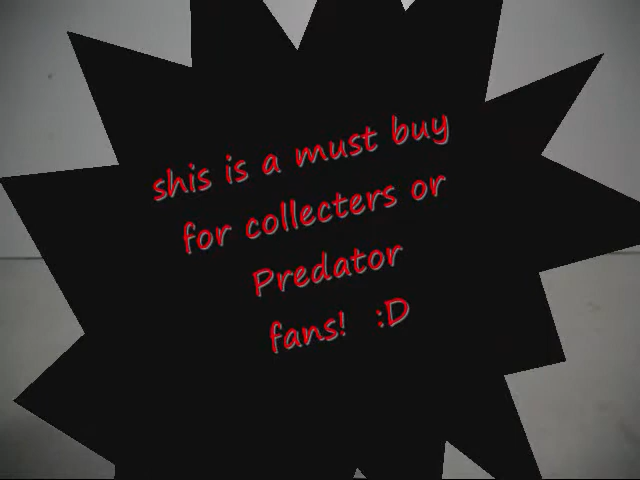 shis is a must buy
for collecters or
Predator
fans! :D